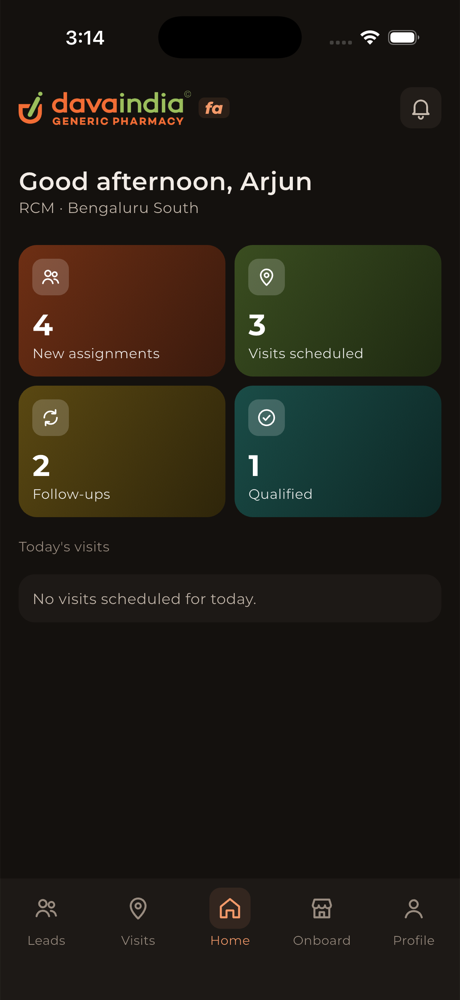 3:14
davaindia©
GENERIC PHARMACY
fa
Good afternoon, Arjun
RCM · Bengaluru South
4
New assignments
3
Visits scheduled
2
Follow-ups
1
Qualified
Today's visits
No visits scheduled for today.
Leads
Visits
Home
Onboard
Profile